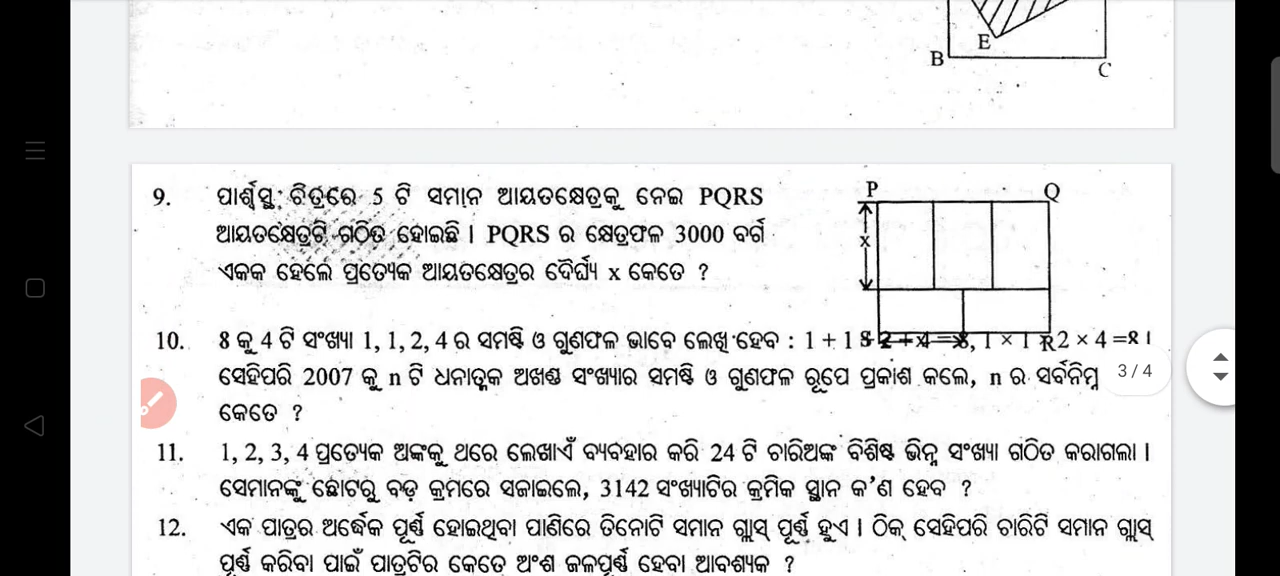 E
B
C
9. ପାର୍ଶ୍ୱସ୍ଥ ଚିତ୍ରରେ 5 ଟି ସମାନ ଆୟତକ୍ଷେତ୍ରକୁ ନେଇ PQRS
ଆୟତକ୍ଷେତ୍ରଟି ଗଠିତ ହୋଇଛି । PQRS ର କ୍ଷେତ୍ରଫଳ 3000 ବର୍ଗ
ଏକକ ହେଲେ ପ୍ରତ୍ୟେକ ଆୟତକ୍ଷେତ୍ରର ଦୈର୍ଘ୍ୟ x କେତେ ?
P Q
x
S x R
10. 8 କୁ 4 ଟି ସଂଖ୍ୟା 1, 1, 2, 4 ର ସମଷ୍ଟି ଓ ଗୁଣଫଳ ଭାବେ ଲେଖି ହେବ : 1 + 1 + 2 + 4 = 8, 1 × 1 × 2 × 4 = 8 ।
ସେହିପରି 2007 କୁ n ଟି ଧନାତ୍ମକ ଅଖଣ୍ଡ ସଂଖ୍ୟାର ସମଷ୍ଟି ଓ ଗୁଣଫଳ ରୂପେ ପ୍ରକାଶ କଲେ, n ର ସର୍ବନିମ୍ନ
3 / 4
କେତେ ?
11. 1, 2, 3, 4 ପ୍ରତ୍ୟେକ ଅଙ୍କକୁ ଥରେ ଲେଖାଏଁ ବ୍ୟବହାର କରି 24 ଟି ଚାରିଅଙ୍କ ବିଶିଷ୍ଟ ଭିନ୍ନ ସଂଖ୍ୟା ଗଠିତ କରାଗଲା ।
ସେମାନଙ୍କୁ ଛୋଟରୁ ବଡ଼ କ୍ରମରେ ସଜାଇଲେ, 3142 ସଂଖ୍ୟାଟିର କ୍ରମିକ ସ୍ଥାନ କ'ଣ ହେବ ?
12. ଏକ ପାତ୍ରର ଅର୍ଦ୍ଧେକ ପୂର୍ଣ୍ଣ ହୋଇଥିବା ପାଣିରେ ତିନୋଟି ସମାନ ଗ୍ଲାସ୍ ପୂର୍ଣ୍ଣ ହୁଏ । ଠିକ୍ ସେହିପରି ଚାରିଟି ସମାନ ଗ୍ଲାସ୍
ପୂର୍ଣ୍ଣ କରିବା ପାଇଁ ପାତ୍ରଟିର କେତେ ଅଂଶ ଜଳପୂର୍ଣ୍ଣ ହେବା ଆବଶ୍ୟକ ?